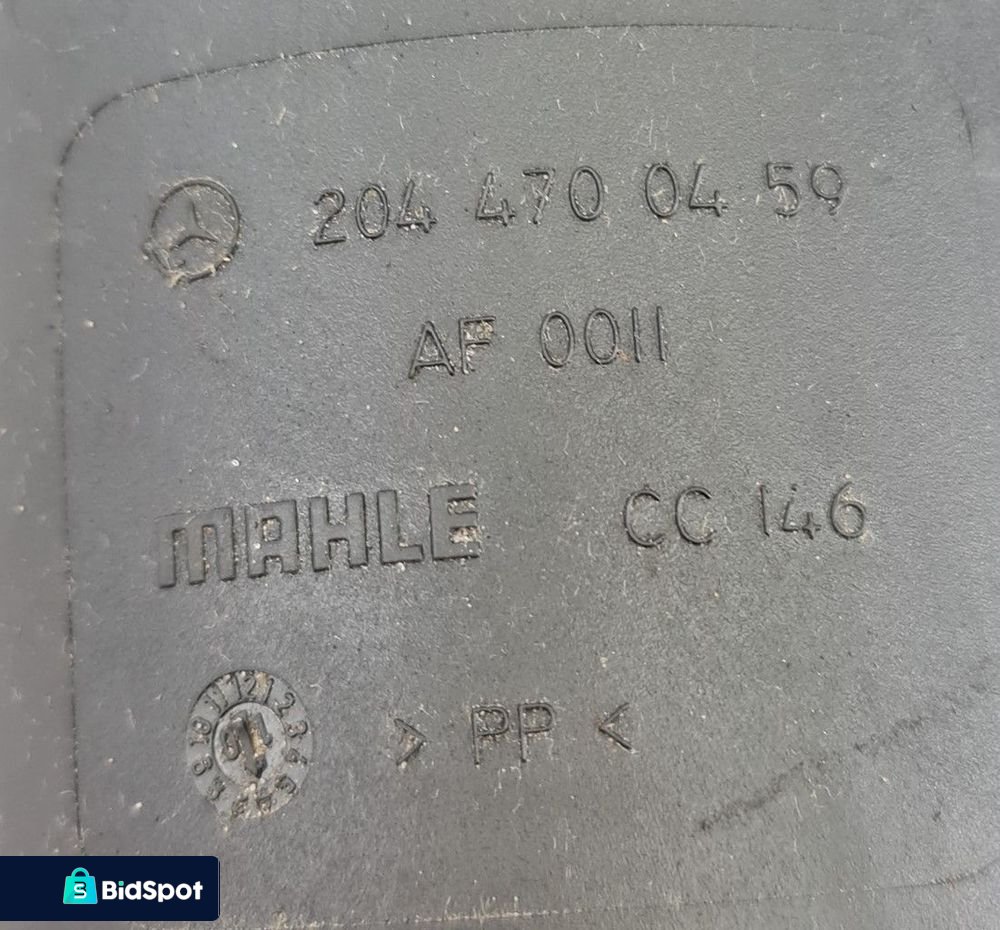 204 470 04 59
AF 0011
MAHLE CC 146
> PP <
BidSpot